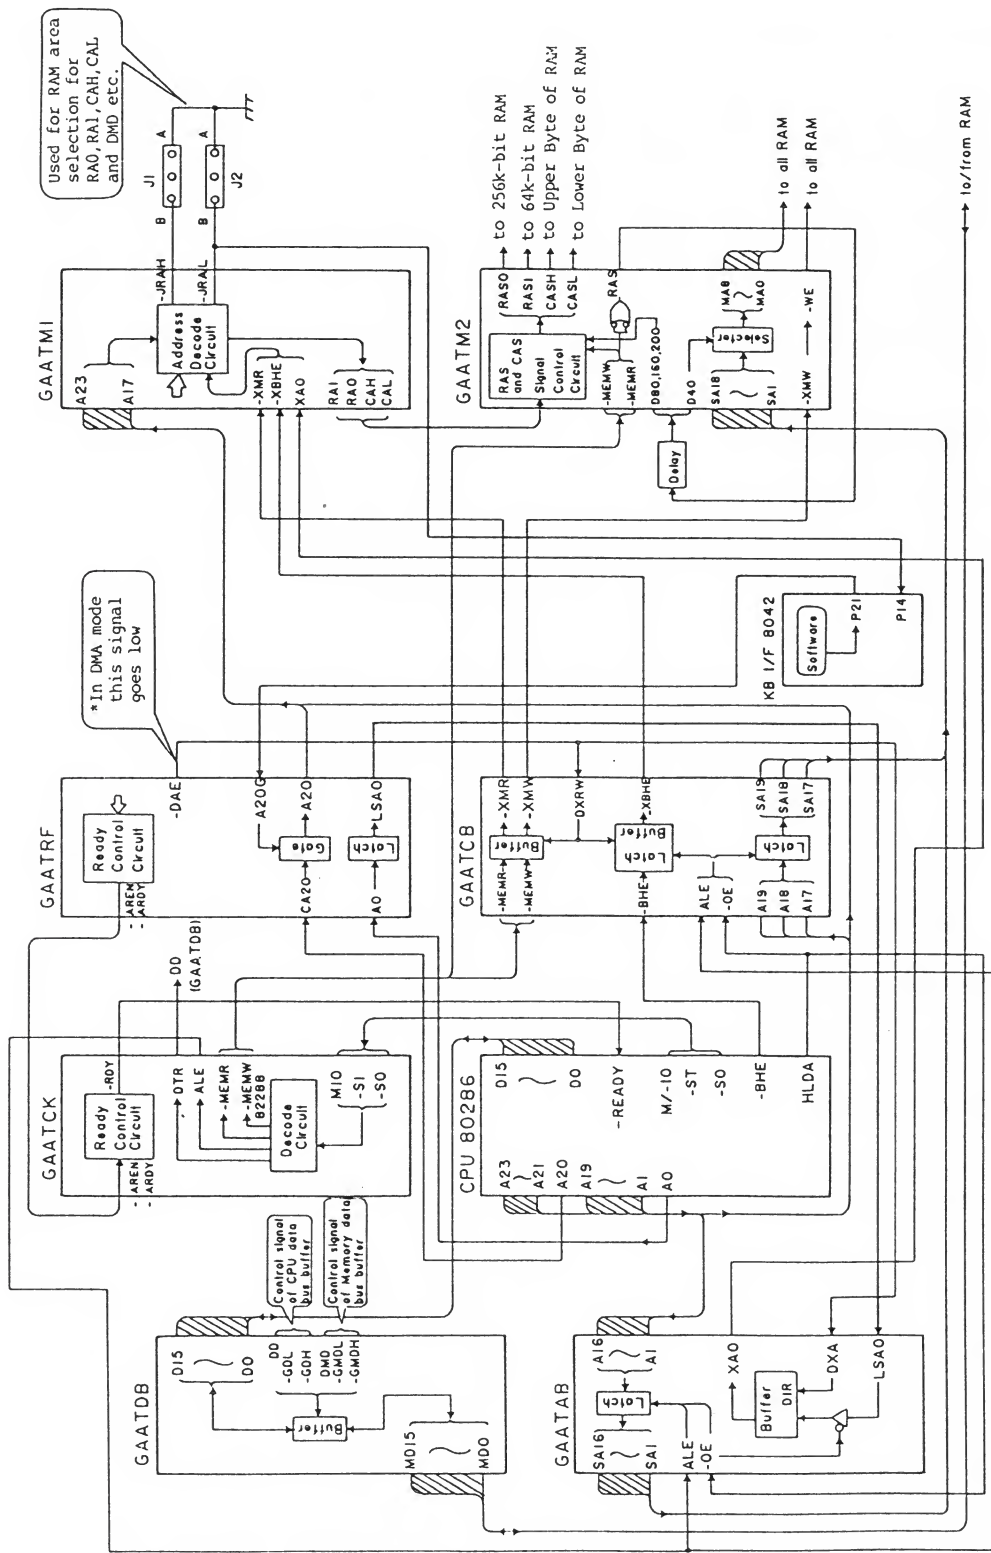 Used for RAM area
selection for
RA0, RA1, CAH, CAL
and DMD etc.
J1
A
B
J2
A
B
GAATM1
A23
A17
Address
Decode
Circuit
-JRAH
-JRAL
-XMR
-XBHE
XA0
RA1
RA0
CAH
CAL
GAATM2
RAS0
RAS1
CASH
CASL
to 256k-bit RAM
to 64k-bit RAM
to Upper Byte of RAM
to Lower Byte of RAM
RAS and CAS
Signal
Control
Circuit
-MEMW
-MEMR
RAS
D80,160,200
D40
Delay
Selector
SA18
SA1
MA8
MA0
to all RAM
-XMW
-WE
to all RAM
to/from RAM
*In DMA mode
this signal
goes low
GAATRF
Ready
Control
Circuit
-AREN
-ARDY
-DAE
A20G
CA20
Gate
A20
A0
Latch
LSA0
GAATCB
-MEMR
-MEMW
Buffer
-XMR
-XMW
DXRW
-BHE
Latch
Buffer
-XBHE
ALE
-OE
A19
A18
A17
Latch
SA19
SA18
SA17
KB I/F 8042
Software
P21
P14
GAATCK
Ready
Control
Circuit
-AREN
-ARDY
-RDY
DTR
DD
(GAATDB)
ALE
-MEMR
-MEMW
82288
Decode
Circuit
MIO
-S1
-S0
CPU 80286
D15
D0
-READY
M/-IO
-ST
-SO
-BHE
HLDA
A23
A21
A20
A19
A1
A0
GAATDB
D15
D0
DD
-GDL
-GDH
DMD
-GMDL
-GMDH
Control signal
of CPU data
bus buffer
Control signal
of Memory data
bus buffer
Buffer
MD15
MD0
GAATAB
A16
A1
Latch
SA16
SA1
ALE
-OE
XA0
Buffer
DIR
DXA
LSA0